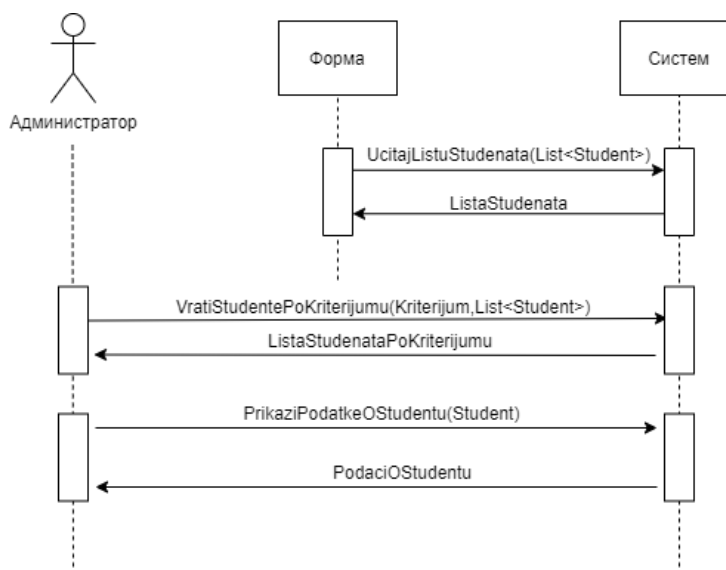 Форма
Систем
Администратор
UcitajListuStudenata(List<Student>)
ListaStudenata
VratiStudentePoKriterijumu(Kriterijum,List<Student>)
ListaStudenataPoKriterijumu
PrikaziPodatkeOStudentu(Student)
PodaciOStudentu